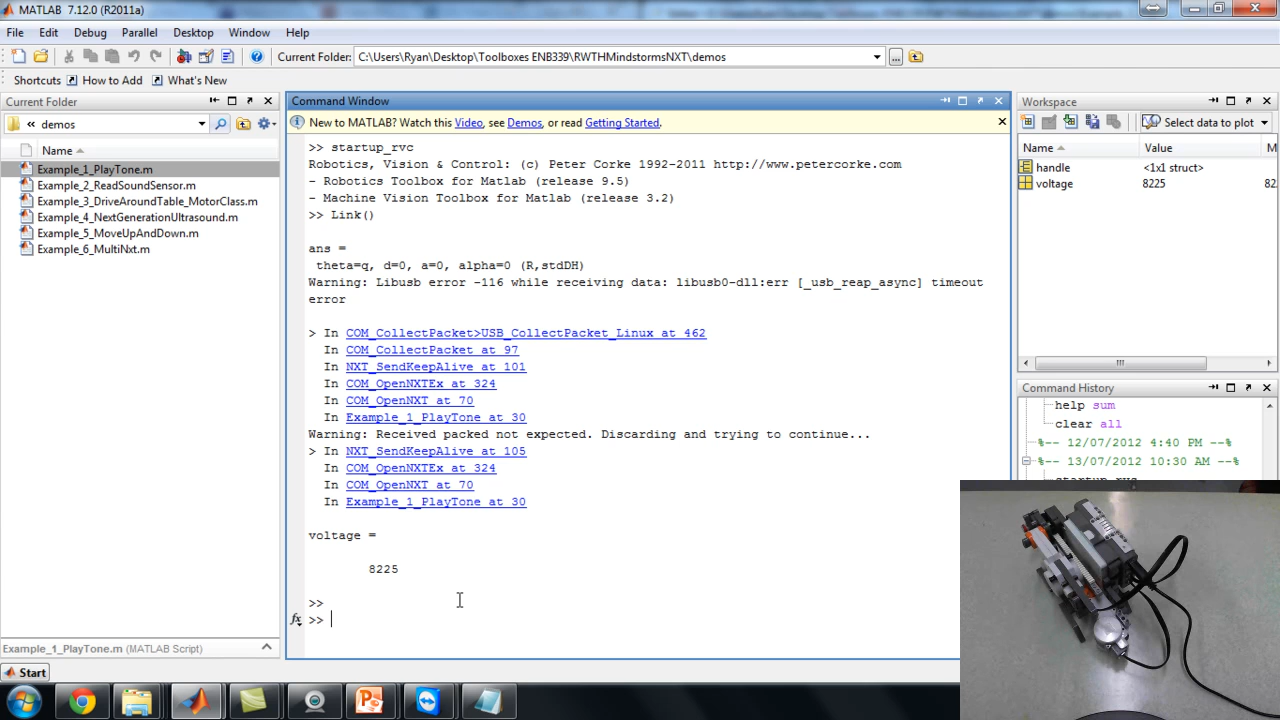 MATLAB 7.12.0 (R2011a)
File Edit Debug Parallel Desktop Window Help
Current Folder: C:\Users\Ryan\Desktop\Toolboxes ENB339\RWTHMindstormsNXT\demos
Shortcuts How to Add What's New
Current Folder
« demos
Name
Example_1_PlayTone.m
Example_2_ReadSoundSensor.m
Example_3_DriveAroundTable_MotorClass.m
Example_4_NextGenerationUltrasound.m
Example_5_MoveUpAndDown.m
Example_6_MultiNxt.m
Example_1_PlayTone.m (MATLAB Script)
Command Window
New to MATLAB? Watch this Video, see Demos, or read Getting Started.
>> startup_rvc
Robotics, Vision & Control: (c) Peter Corke 1992-2011 http://www.petercorke.com
- Robotics Toolbox for Matlab (release 9.5)
- Machine Vision Toolbox for Matlab (release 3.2)
>> Link()
ans =
theta=q, d=0, a=0, alpha=0 (R,stdDH)
Warning: Libusb error -116 while receiving data: libusb0-dll:err [_usb_reap_async] timeout
error
> In COM_CollectPacket>USB_CollectPacket_Linux at 462
In COM_CollectPacket at 97
In NXT_SendKeepAlive at 101
In COM_OpenNXTEx at 324
In COM_OpenNXT at 70
In Example_1_PlayTone at 30
Warning: Received packed not expected. Discarding and trying to continue...
> In NXT_SendKeepAlive at 105
In COM_OpenNXTEx at 324
In COM_OpenNXT at 70
In Example_1_PlayTone at 30
voltage =
8225
>>
fx >>
Workspace
Select data to plot
Name Value M
handle <1x1 struct>
voltage 8225 82
Command History
help sum
clear all
%-- 12/07/2012 4:40 PM --%
%-- 13/07/2012 10:30 AM --%
startup_rvc
Start